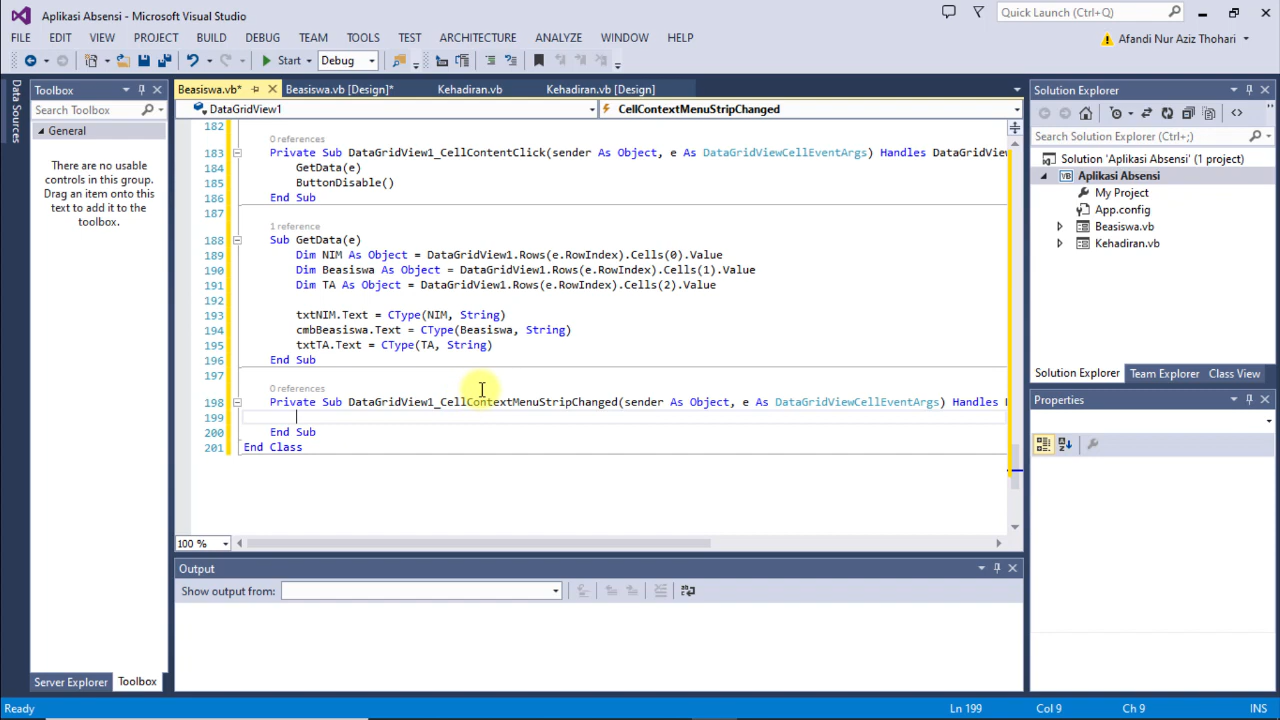 Aplikasi Absensi - Microsoft Visual Studio
Quick Launch (Ctrl+Q)
FILE EDIT VIEW PROJECT BUILD DEBUG TEAM TOOLS TEST ARCHITECTURE ANALYZE WINDOW HELP
Afandi Nur Aziz Thohari
Start Debug
Data Sources
Toolbox
Search Toolbox
General
There are no usable
controls in this group.
Drag an item onto this
text to add it to the
toolbox.
Server Explorer Toolbox
Beasiswa.vb* Beasiswa.vb [Design]* Kehadiran.vb Kehadiran.vb [Design]
DataGridView1 CellContextMenuStripChanged
182
0 references
183 Private Sub DataGridView1_CellContentClick(sender As Object, e As DataGridViewCellEventArgs) Handles DataGridView
184 GetData(e)
185 ButtonDisable()
186 End Sub
187
1 reference
188 Sub GetData(e)
189 Dim NIM As Object = DataGridView1.Rows(e.RowIndex).Cells(0).Value
190 Dim Beasiswa As Object = DataGridView1.Rows(e.RowIndex).Cells(1).Value
191 Dim TA As Object = DataGridView1.Rows(e.RowIndex).Cells(2).Value
192
193 txtNIM.Text = CType(NIM, String)
194 cmbBeasiswa.Text = CType(Beasiswa, String)
195 txtTA.Text = CType(TA, String)
196 End Sub
197
0 references
198 Private Sub DataGridView1_CellContextMenuStripChanged(sender As Object, e As DataGridViewCellEventArgs) Handles
199
200 End Sub
201 End Class
100 %
Output
Show output from:
Solution Explorer
Search Solution Explorer (Ctrl+;)
Solution 'Aplikasi Absensi' (1 project)
Aplikasi Absensi
My Project
App.config
Beasiswa.vb
Kehadiran.vb
Solution Explorer Team Explorer Class View
Properties
Ready Ln 199 Col 9 Ch 9 INS